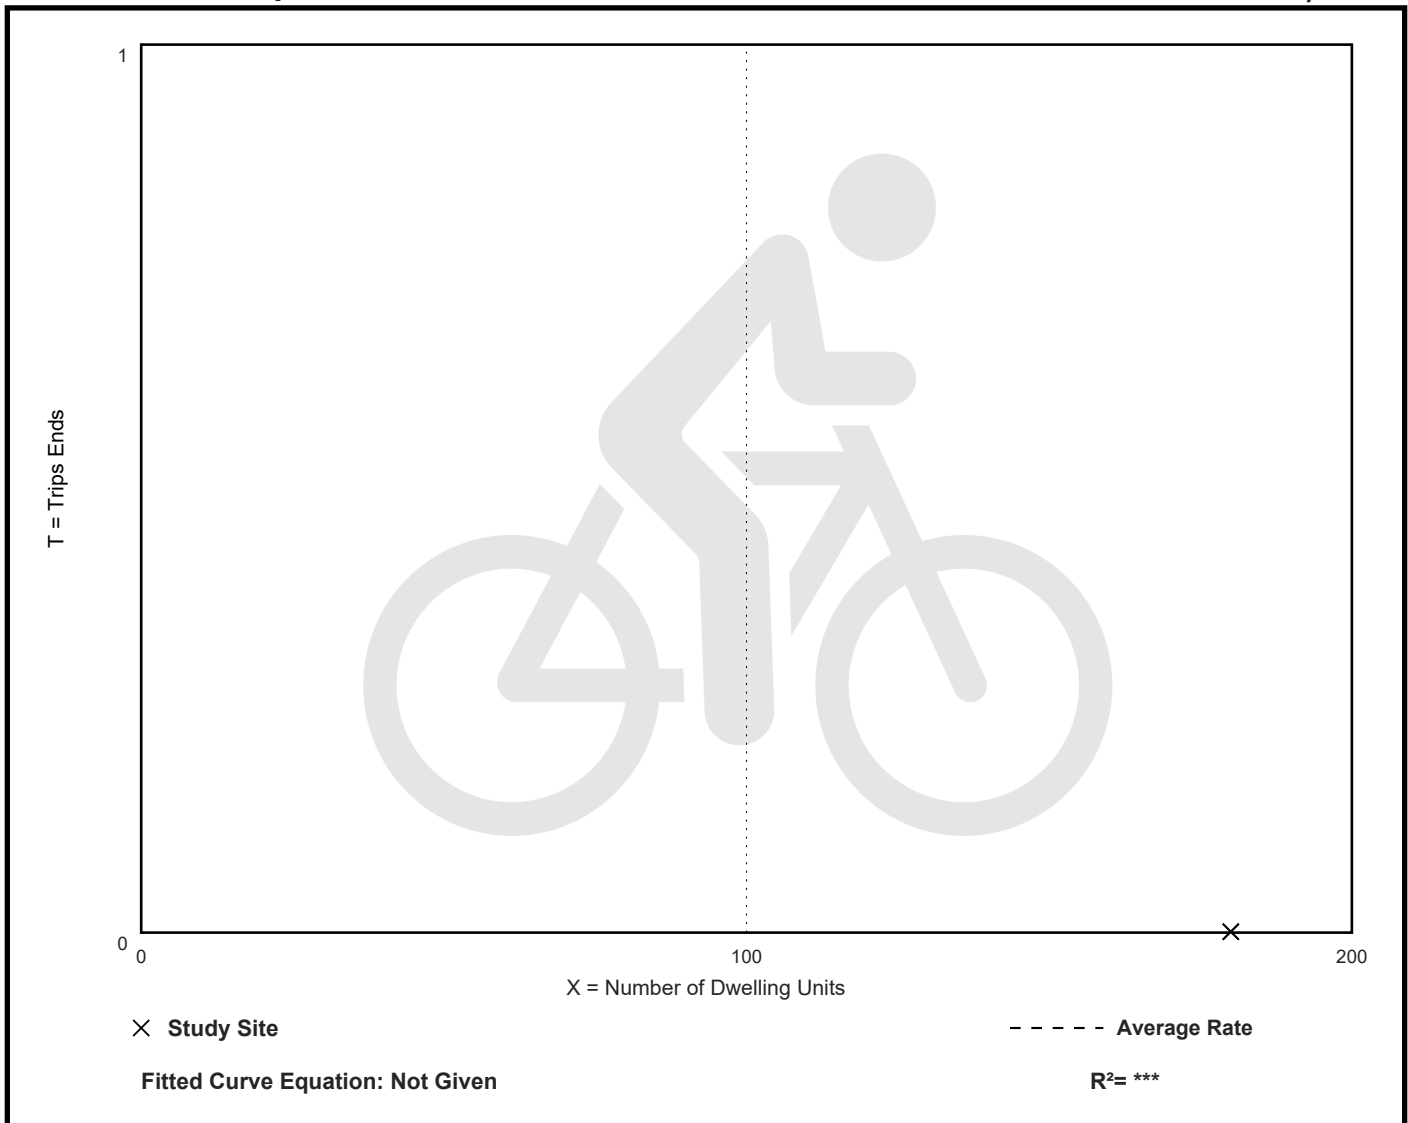 1
T = Trips Ends
0
0 100 200
X = Number of Dwelling Units
Study Site
Average Rate
Fitted Curve Equation: Not Given
R²= ***